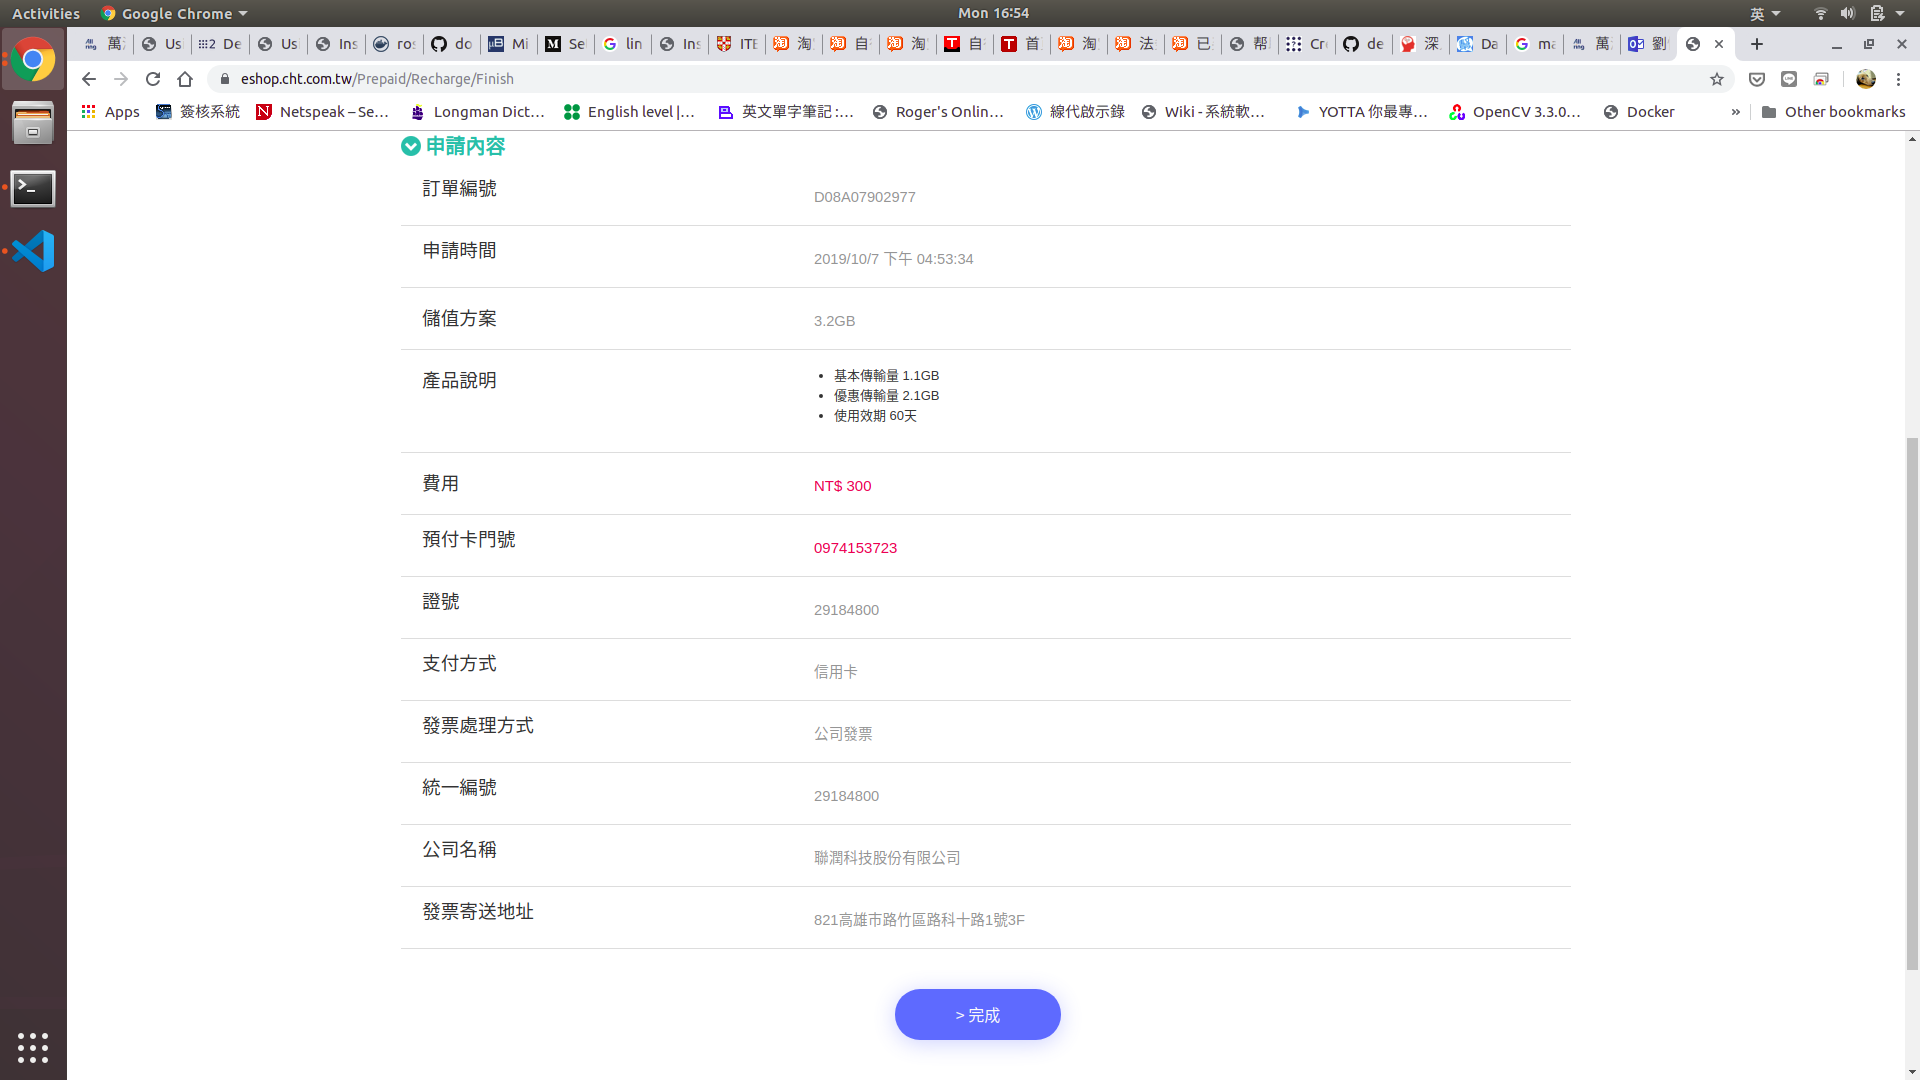 Activities Google Chrome Mon 16:54 英
萬 Us De Us Ins ros do Mi Se lin Ins ITE 淘 自 淘 自 首 淘 法 已 帮 Cr de 深 Da ma 萬 劉
eshop.cht.com.tw/Prepaid/Recharge/Finish
Apps 簽核系統 Netspeak – Se… Longman Dict… English level |… 英文單字筆記 :… Roger's Onlin… 線代啟示錄 Wiki - 系統軟… YOTTA 你最專… OpenCV 3.3.0… Docker » Other bookmarks
申請內容
訂單編號 D08A07902977
申請時間 2019/10/7 下午 04:53:34
儲值方案 3.2GB
產品說明
基本傳輸量 1.1GB
優惠傳輸量 2.1GB
使用效期 60天
費用 NT$ 300
預付卡門號 0974153723
證號 29184800
支付方式 信用卡
發票處理方式 公司發票
統一編號 29184800
公司名稱 聯潤科技股份有限公司
發票寄送地址 821高雄市路竹區路科十路1號3F
> 完成